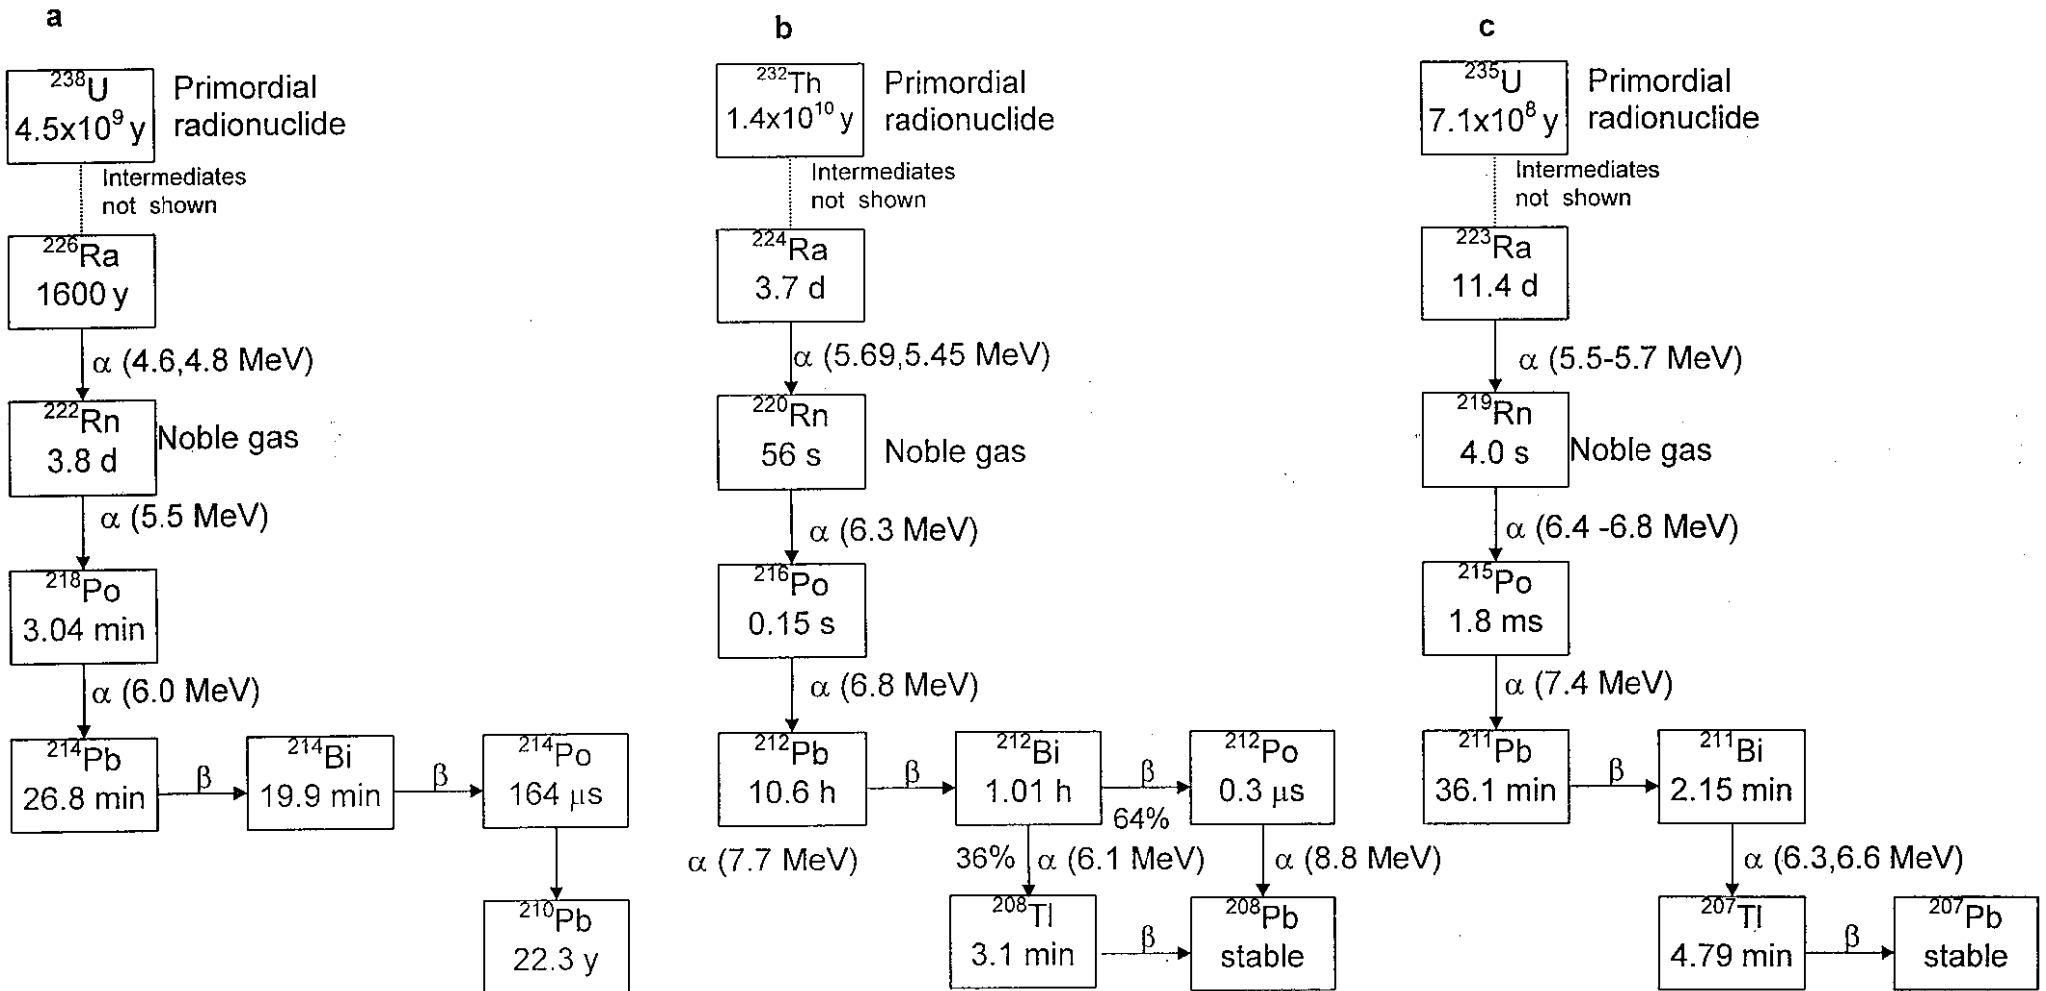 a
²³⁸U
4.5x10⁹ y
Primordial
radionuclide
Intermediates
not shown
²²⁶Ra
1600 y
α (4.6,4.8 MeV)
²²²Rn
3.8 d
Noble gas
α (5.5 MeV)
²¹⁸Po
3.04 min
α (6.0 MeV)
²¹⁴Pb
26.8 min
β
²¹⁴Bi
19.9 min
β
²¹⁴Po
164 μs
α (7.7 MeV)
²¹⁰Pb
22.3 y
b
²³²Th
1.4x10¹⁰ y
Primordial
radionuclide
Intermediates
not shown
²²⁴Ra
3.7 d
α (5.69,5.45 MeV)
²²⁰Rn
56 s
Noble gas
α (6.3 MeV)
²¹⁶Po
0.15 s
α (6.8 MeV)
²¹²Pb
10.6 h
β
²¹²Bi
1.01 h
β
64%
²¹²Po
0.3 μs
36%
α (6.1 MeV)
α (8.8 MeV)
²⁰⁸Tl
3.1 min
β
²⁰⁸Pb
stable
c
²³⁵U
7.1x10⁸ y
Primordial
radionuclide
Intermediates
not shown
²²³Ra
11.4 d
α (5.5-5.7 MeV)
²¹⁹Rn
4.0 s
Noble gas
α (6.4 -6.8 MeV)
²¹⁵Po
1.8 ms
α (7.4 MeV)
²¹¹Pb
36.1 min
β
²¹¹Bi
2.15 min
α (6.3,6.6 MeV)
²⁰⁷Tl
4.79 min
β
²⁰⁷Pb
stable